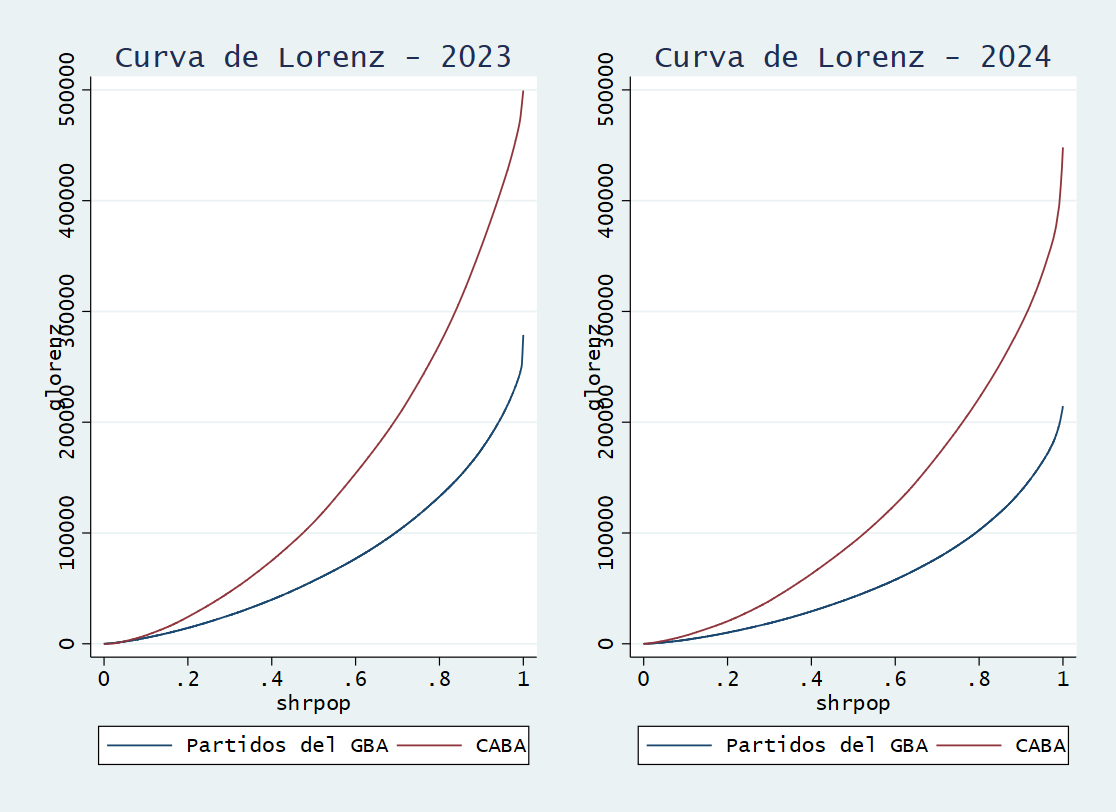 Curva de Lorenz – 2023
glorenz
500000
400000
300000
200000
100000
0
0 .2 .4 .6 .8 1
shrpop
Partidos del GBA CABA
Curva de Lorenz – 2024
glorenz
500000
400000
300000
200000
100000
0
0 .2 .4 .6 .8 1
shrpop
Partidos del GBA CABA